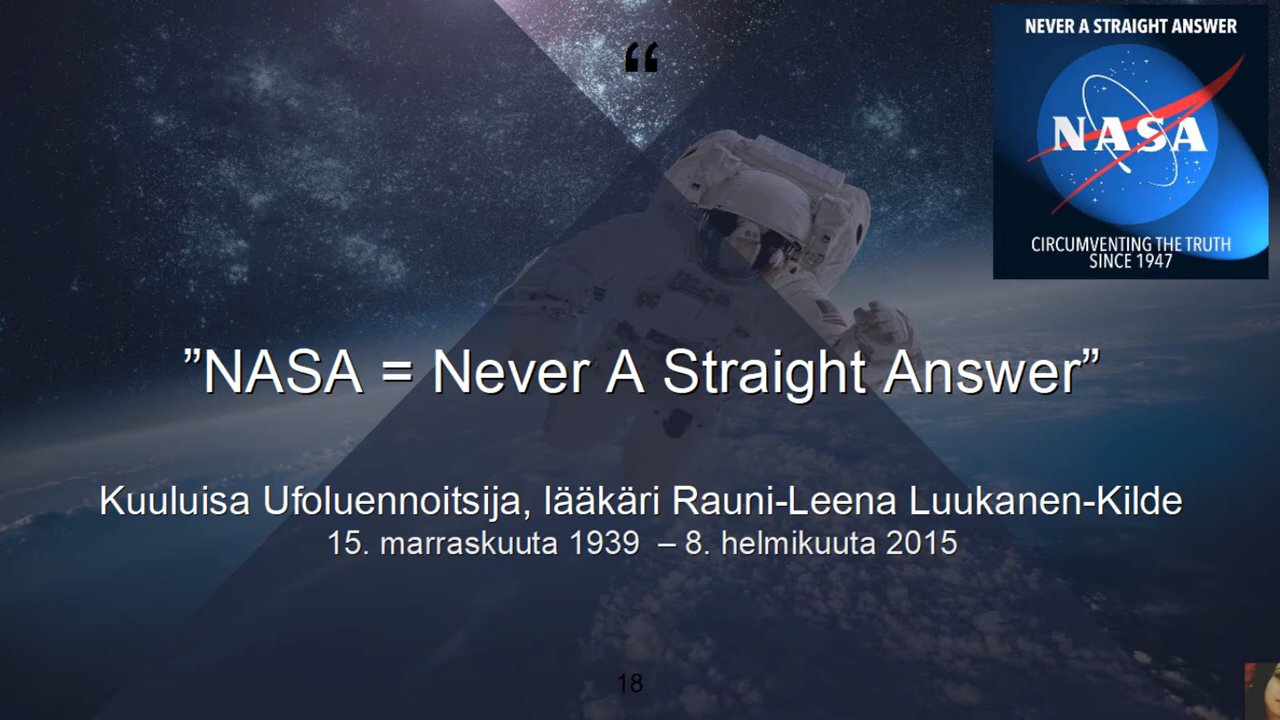 “
NEVER A STRAIGHT ANSWER
NASA
CIRCUMVENTING THE TRUTH
SINCE 1947
”NASA = Never A Straight Answer”
Kuuluisa Ufoluennoitsija, lääkäri Rauni-Leena Luukanen-Kilde
15. marraskuuta 1939 – 8. helmikuuta 2015
18